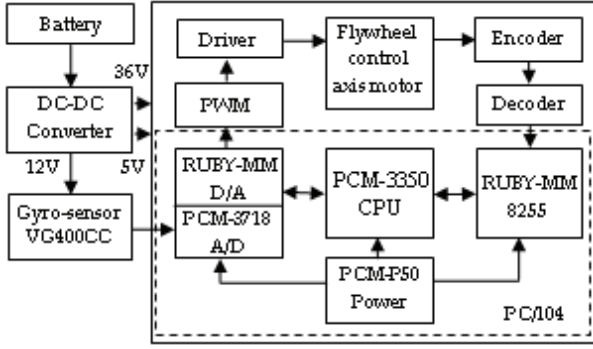 Battery
36V
DC-DC
Converter
12V
5V
Gyro-sensor
VG400CC
Driver
PWM
Flywheel
control
axis motor
Encoder
Decoder
RUBY-MM
D/A
PCM-3718
A/D
PCM-3350
CPU
RUBY-MM
8255
PCM-P50
Power
PC/104